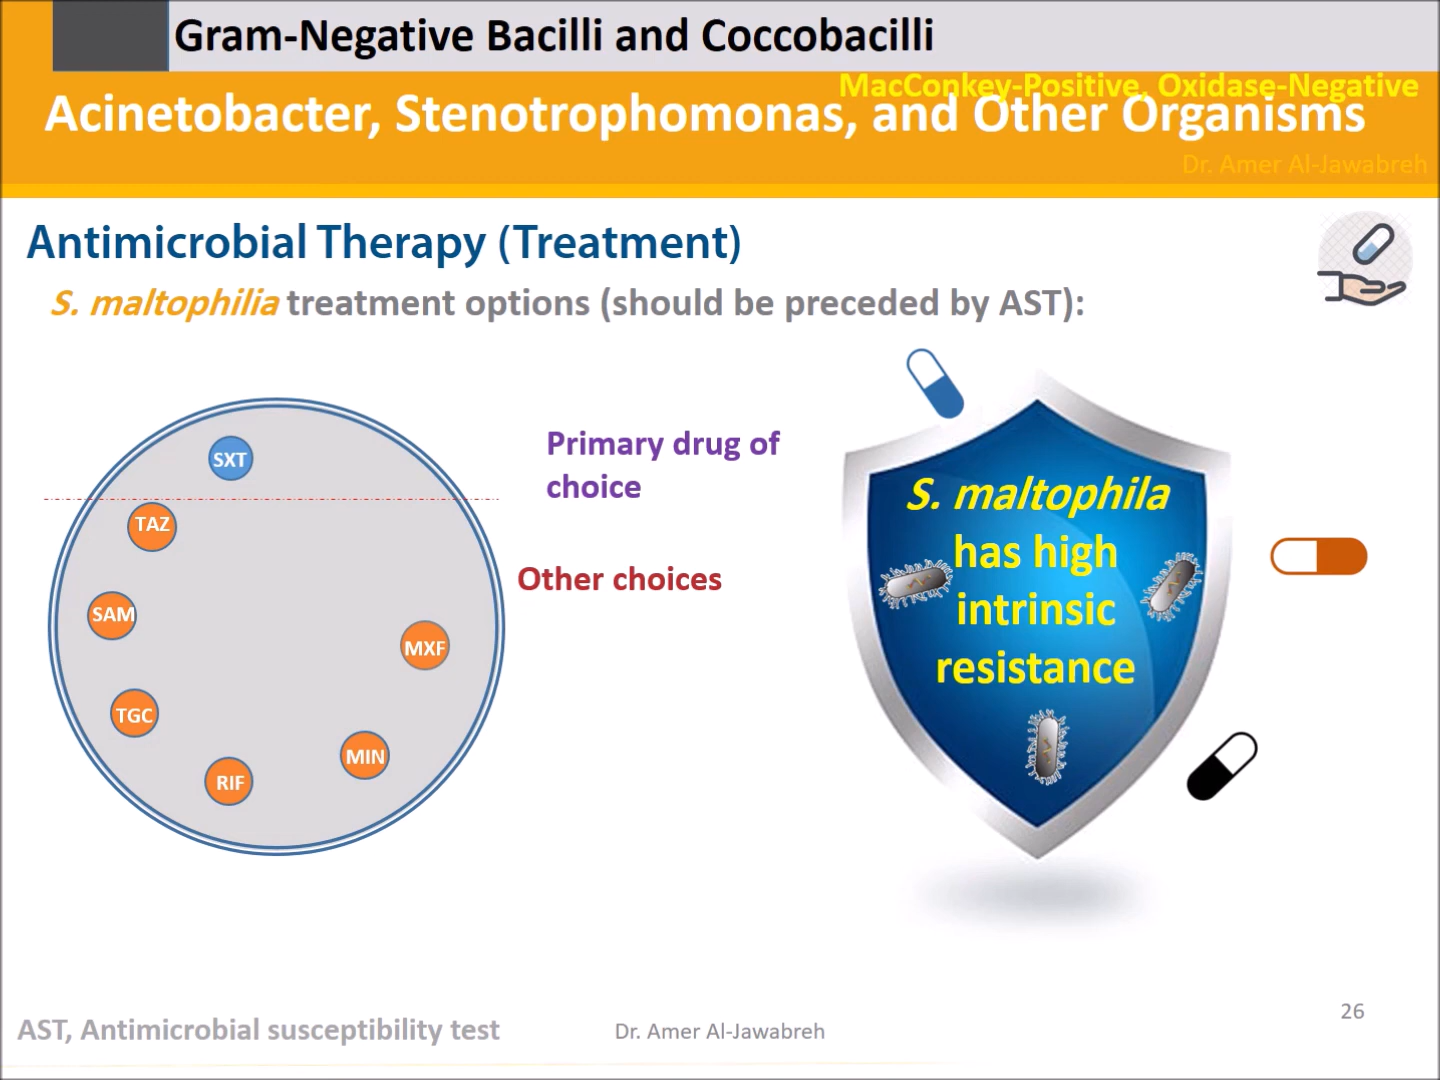 Gram-Negative Bacilli and Coccobacilli
MacConkey-Positive, Oxidase-Negative
Acinetobacter, Stenotrophomonas, and Other Organisms
Dr. Amer Al-Jawabreh
Antimicrobial Therapy (Treatment)
S. maltophilia treatment options (should be preceded by AST):
SXT
TAZ
SAM
TGC
RIF
MIN
MXF
Primary drug of
choice
Other choices
S. maltophila
has high
intrinsic
resistance
AST, Antimicrobial susceptibility test
Dr. Amer Al-Jawabreh
26